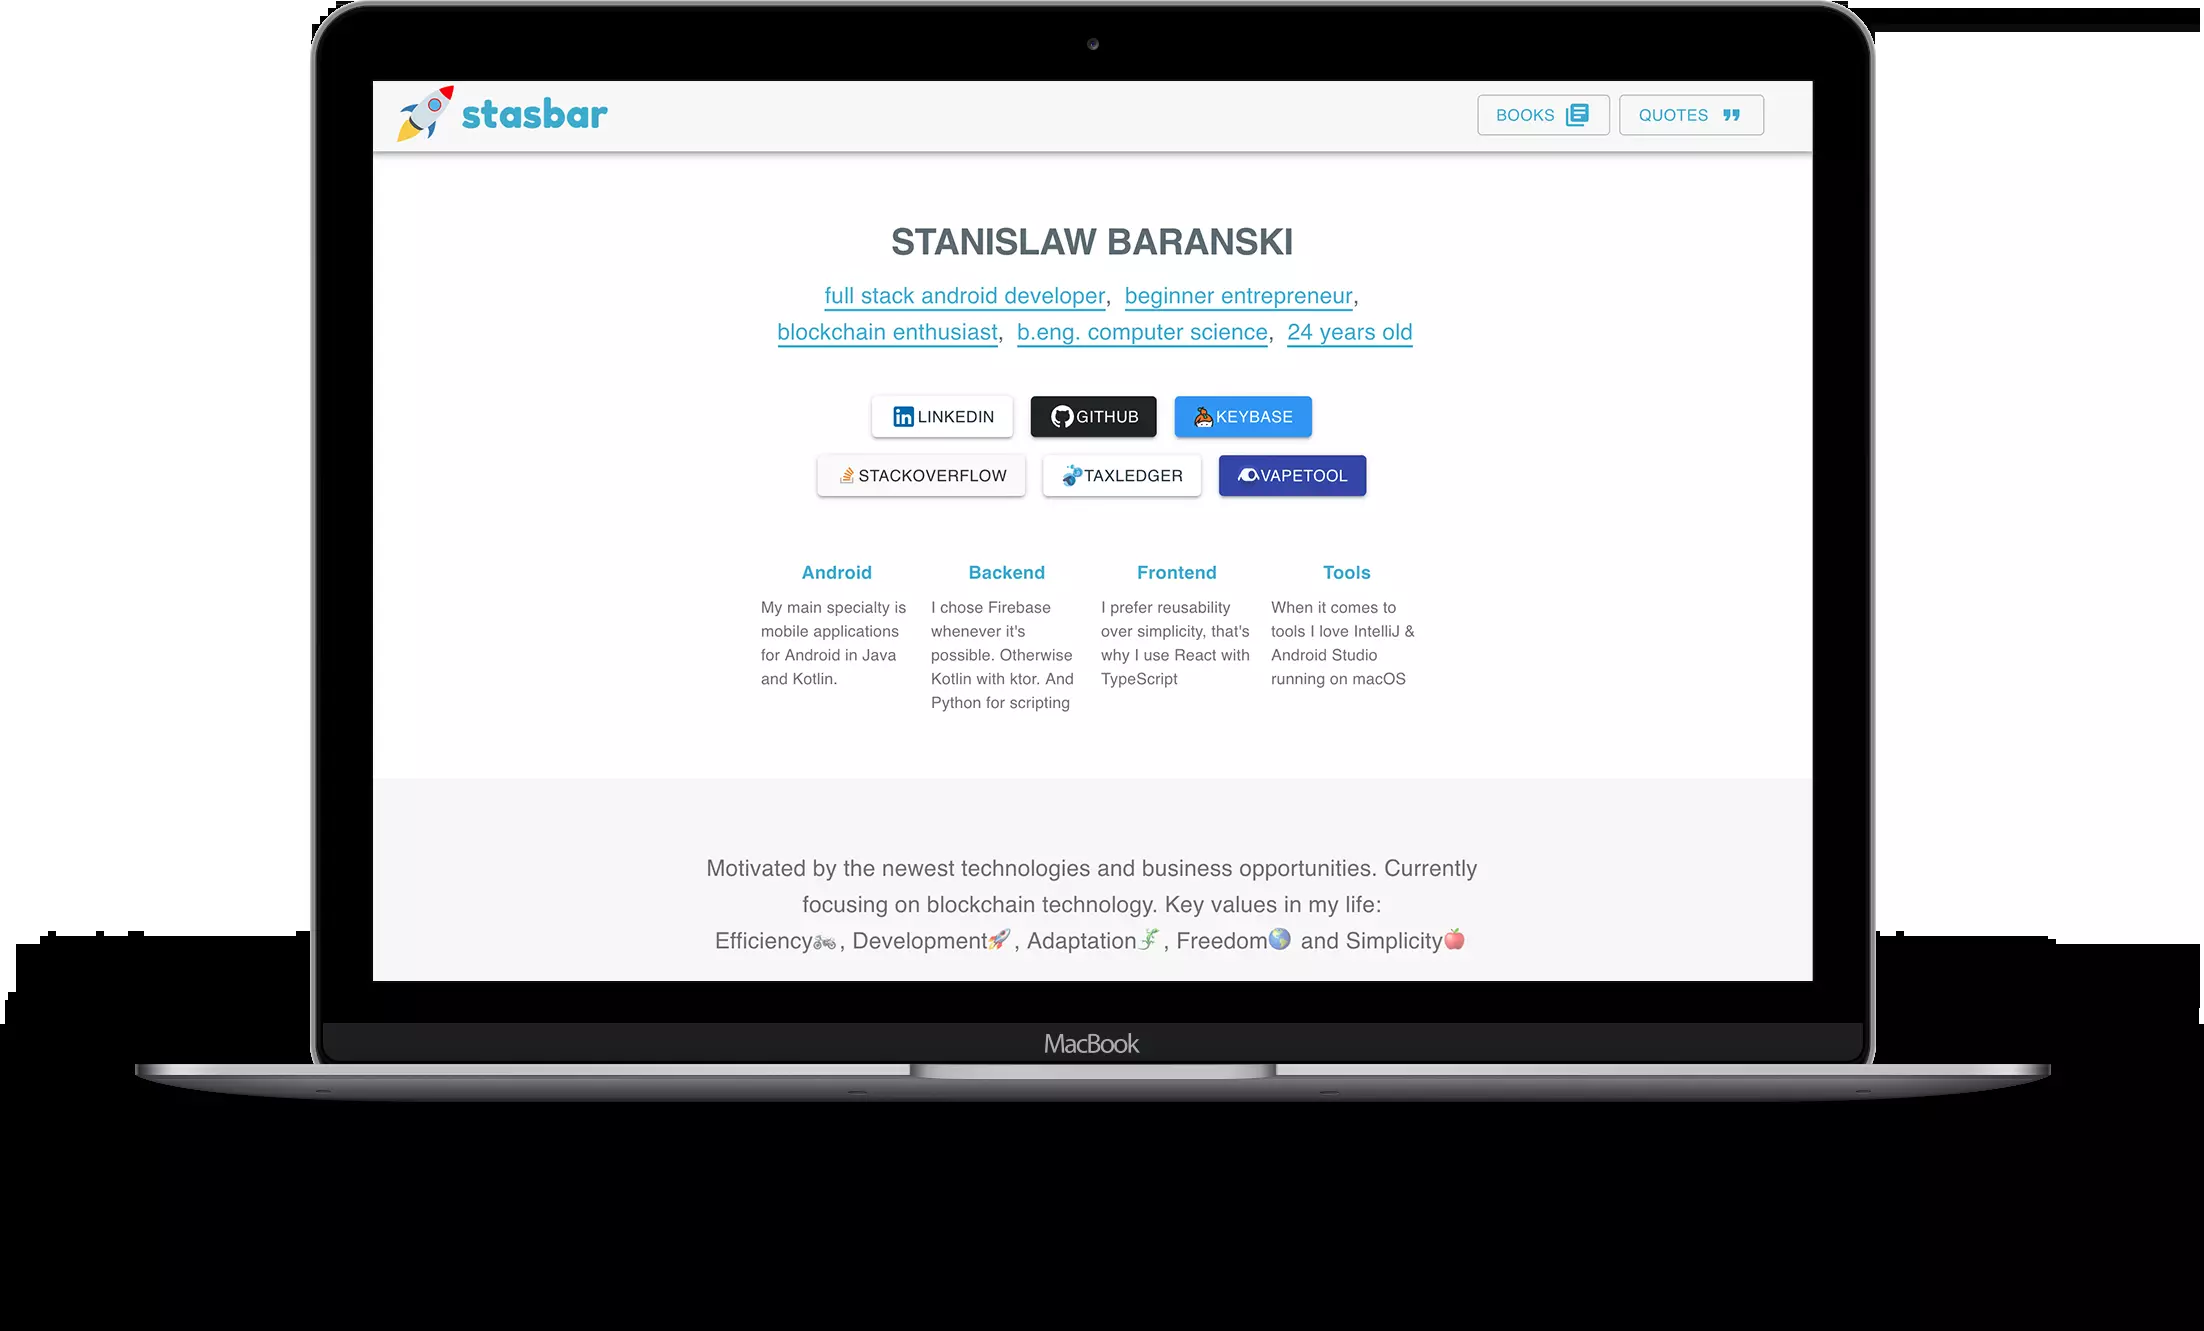 stasbar
BOOKS
QUOTES
STANISLAW BARANSKI
full stack android developer, beginner entrepreneur,
blockchain enthusiast, b.eng. computer science, 24 years old
LINKEDIN
GITHUB
KEYBASE
STACKOVERFLOW
TAXLEDGER
VAPETOOL
Android
My main specialty is
mobile applications
for Android in Java
and Kotlin.
Backend
I chose Firebase
whenever it's
possible. Otherwise
Kotlin with ktor. And
Python for scripting
Frontend
I prefer reusability
over simplicity, that's
why I use React with
TypeScript
Tools
When it comes to
tools I love IntelliJ &
Android Studio
running on macOS
Motivated by the newest technologies and business opportunities. Currently
focusing on blockchain technology. Key values in my life:
Efficiency🏍, Development🚀, Adaptation🦎, Freedom🌍 and Simplicity🍎
MacBook